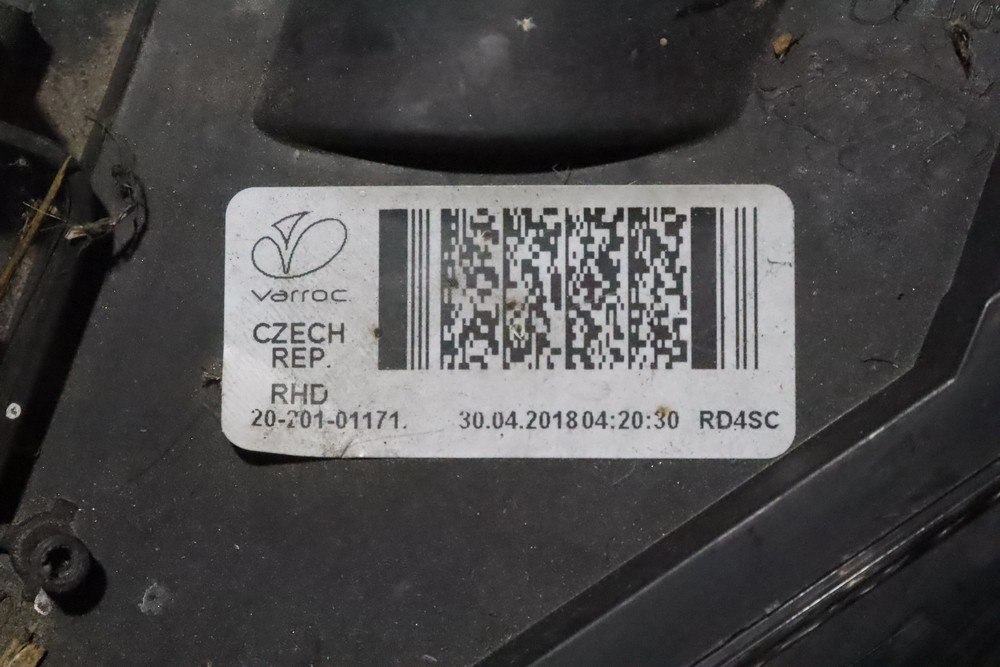 varroc
CZECH
REP.
RHD
20-201-01171.
30.04.2018 04:20:30 RD4SC